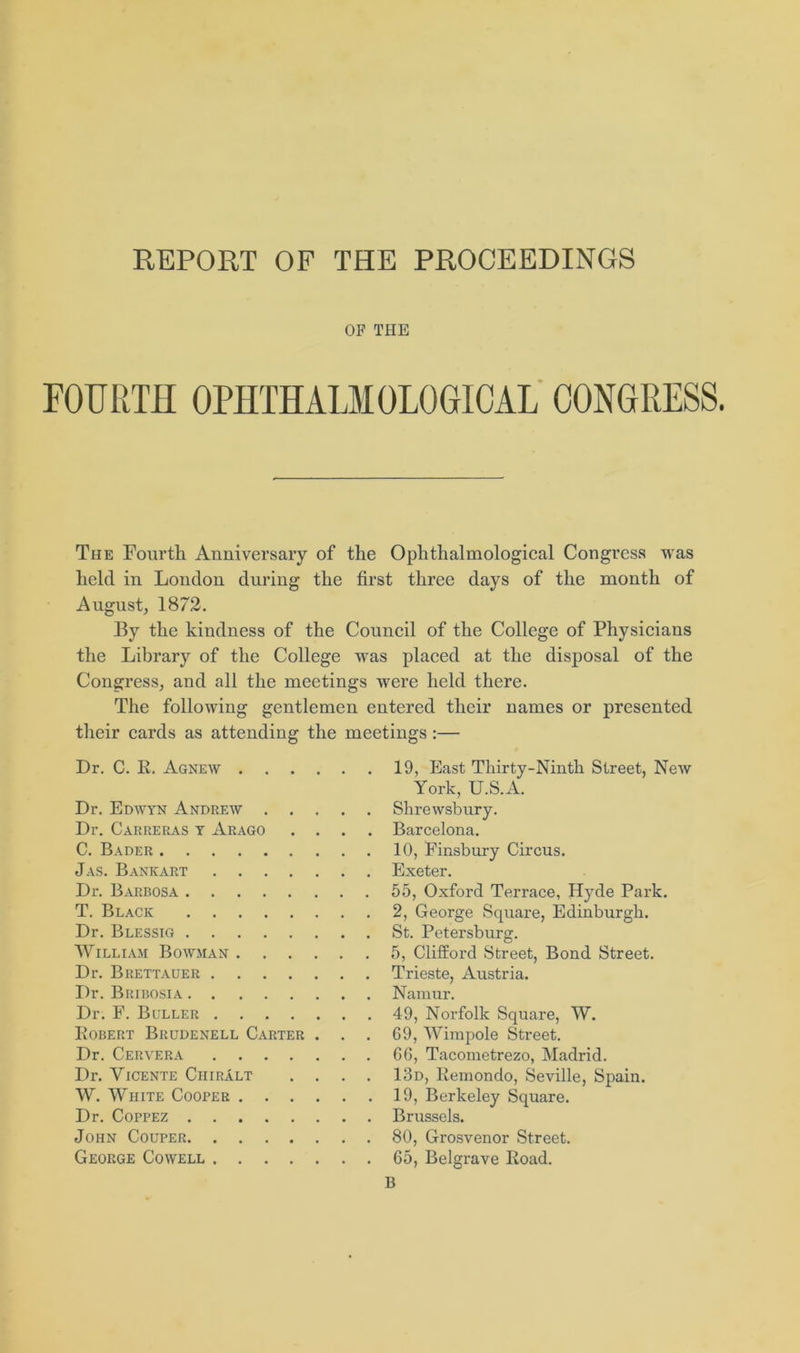 REPORT OF THE PROCEEDINGS
OF THE
FOURTH OPHTHALMOLOGICAL CONGRESS.
The Fourth Anniversary of the Ophthalmological Congress was
held in London during the first three days of the month of
August, 1872.
By the kindness of the Council of the College of Physicians
the Library of the College was placed at the disposal of the
Congress, and all the meetings were held there.
The following gentlemen entered their names or presented
their cards as attending the meetings :—
Dr. C. R. Agnew . . . . . . 19, East Thirty-Ninth Street, New
York, U.S.A.
Dr. Edwyn Andrew . . . . . Shrewsbury.
Dr. Carreras y Arago . . . . Barcelona.
C. Bader . . . . . . . . . 10, Finsbury Circus.
Jas. Bankart . . . . . . . Exeter.
Dr. Barbosa . . . . . . . . 55, Oxford Terrace, Hyde Park.
T. Black . . . . . . . . 2, George Square, Edinburgh.
Dr. Blessig . . . . . . . . St. Petersburg.
William Bowman . . . . . . 5, Clifford Street, Bond Street.
Dr. Brettauer . . . . . . . Trieste, Austria.
Dr. Bribosia . . . . . . . . Namur.
Dr. F. Buller . . . . . . . 49, Norfolk Square, W.
Robert Brudenell Carter . . . 69, Wimpole Street.
Dr. Cervera . . . . . . . 66, Tacometrezo, Madrid.
Dr. Vicente Chirált . . . . 13d, Remondo, Seville, Spain.
W. White Cooper . . . . . . 19, Berkeley Square.
Dr. Coppez . . . . . . . . Brussels.
John Couper. . . . . . . . 80, Grosvenor Street.
George Cowell . . . . . . . 65, Belgrave Road.
B